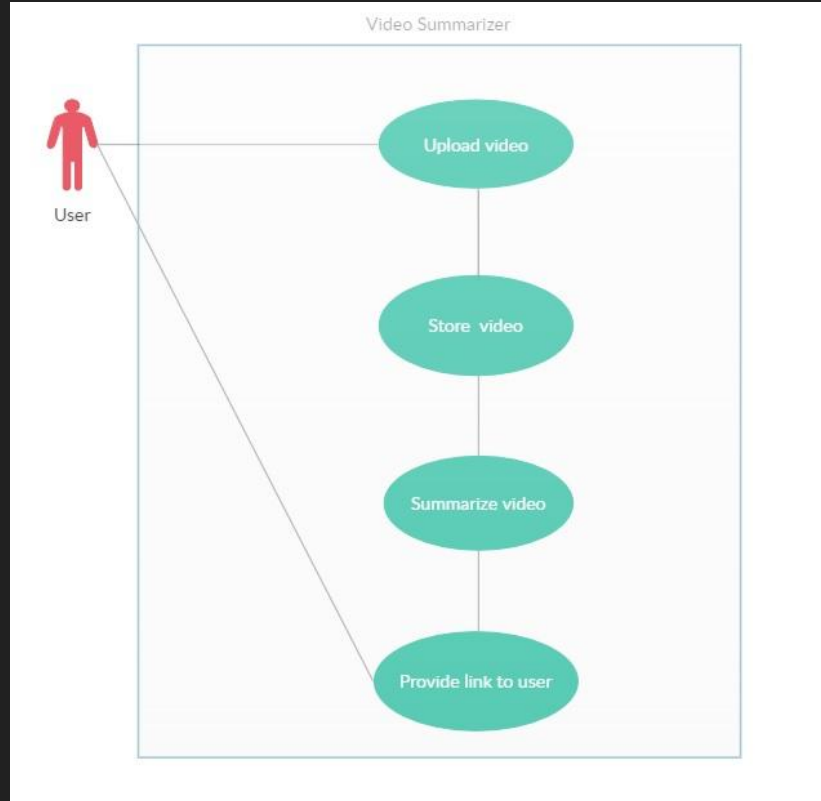 Video Summarizer
Upload video
User
Store video
Summarize video
Provide link to user